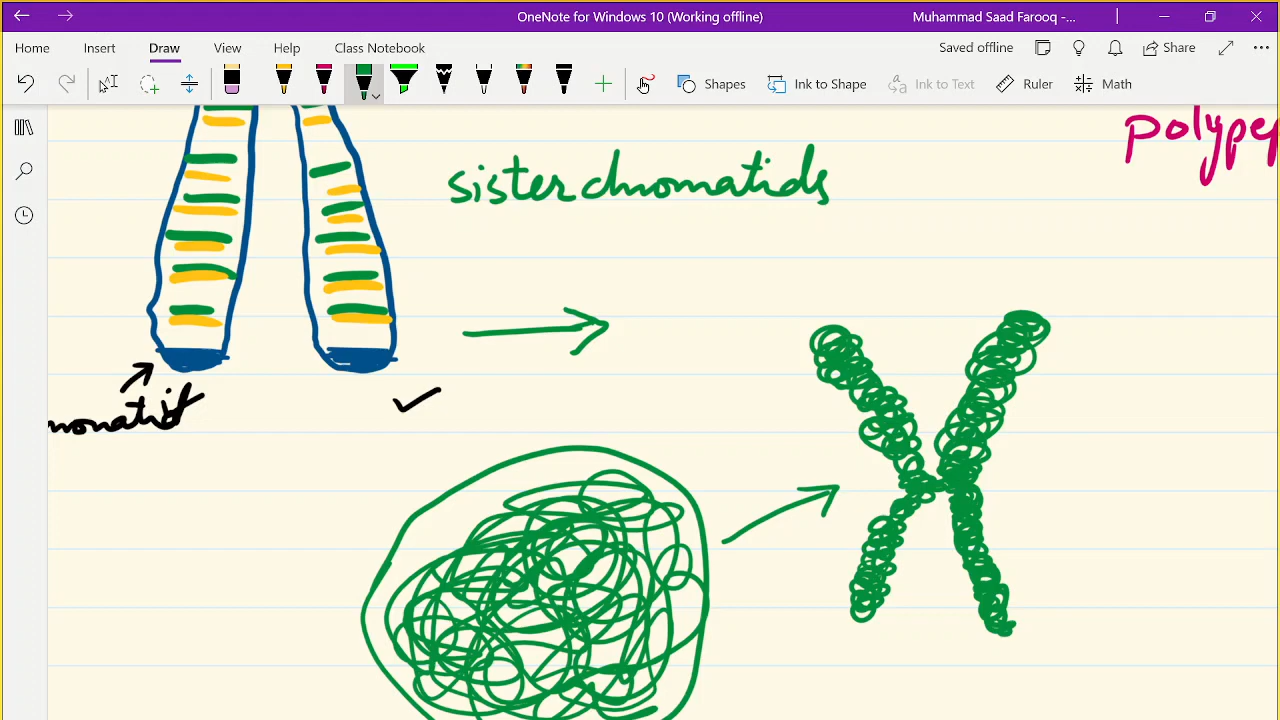 OneNote for Windows 10 (Working offline)
Muhammad Saad Farooq -...
Home Insert Draw View Help Class Notebook
Saved offline Share
Shapes Ink to Shape Ink to Text Ruler Math
polypep
sister chromatids